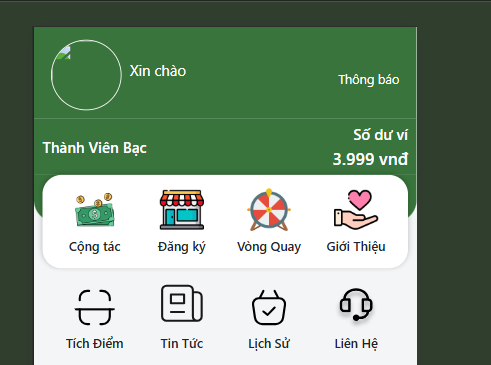 Xin chào
Thông báo
Thành Viên Bạc
Số dư ví
3.999 vnđ
Cộng tác
Đăng ký
Vòng Quay
Giới Thiệu
Tích Điểm
Tin Tức
Lịch Sử
Liên Hệ